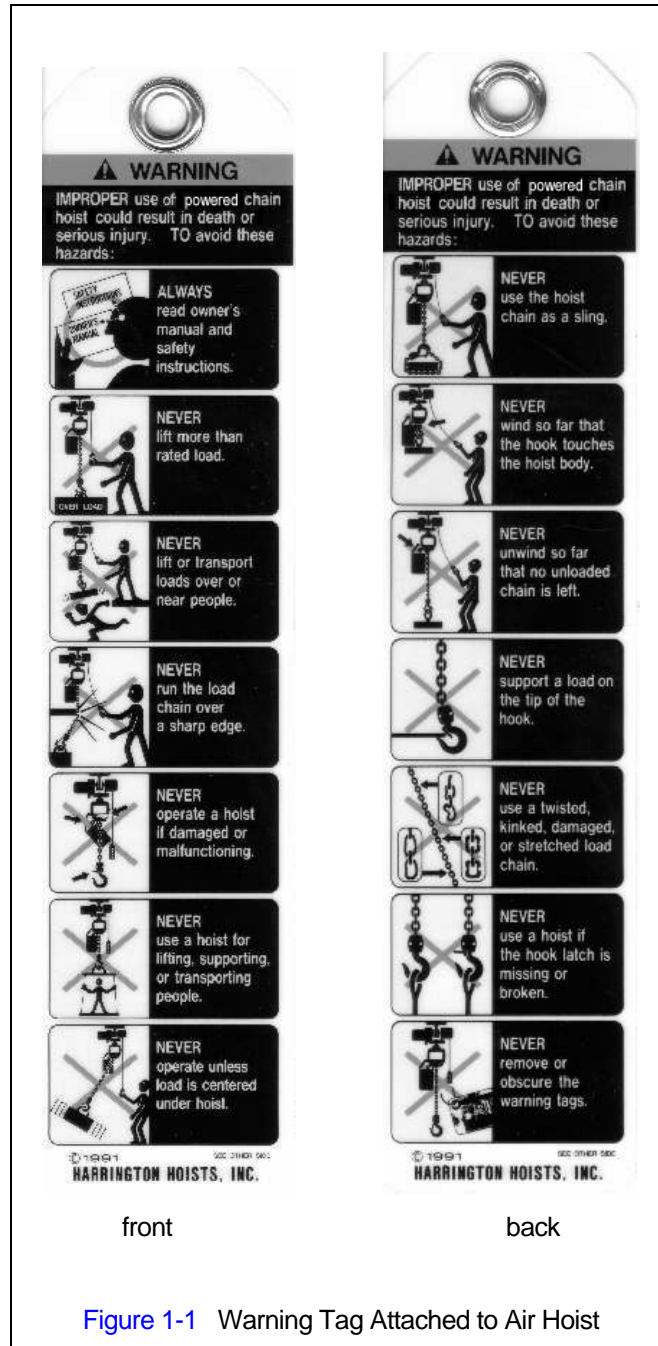 WARNING
IMPROPER use of powered chain
hoist could result in death or
serious injury. TO avoid these
hazards:
SAFETY
INSTRUCTIONS
OWNER'S
MANUAL
ALWAYS
read owner's
manual and
safety
instructions.
NEVER
lift more than
rated load.
OVER LOAD
NEVER
lift or transport
loads over or
near people.
NEVER
run the load
chain over
a sharp edge.
NEVER
operate a hoist
if damaged or
malfunctioning.
NEVER
use a hoist for
lifting, supporting,
or transporting
people.
NEVER
operate unless
load is centered
under hoist.
©1991
SEE OTHER SIDE
HARRINGTON HOISTS, INC.
front
WARNING
IMPROPER use of powered chain
hoist could result in death or
serious injury. TO avoid these
hazards:
NEVER
use the hoist
chain as a sling.
NEVER
wind so far that
the hook touches
the hoist body.
NEVER
unwind so far
that no unloaded
chain is left.
NEVER
support a load on
the tip of the
hook.
NEVER
use a twisted,
kinked, damaged,
or stretched load
chain.
NEVER
use a hoist if
the hook latch is
missing or
broken.
NEVER
remove or
obscure the
warning tags.
©1991
SEE OTHER SIDE
HARRINGTON HOISTS, INC.
back
Figure 1-1 Warning Tag Attached to Air Hoist